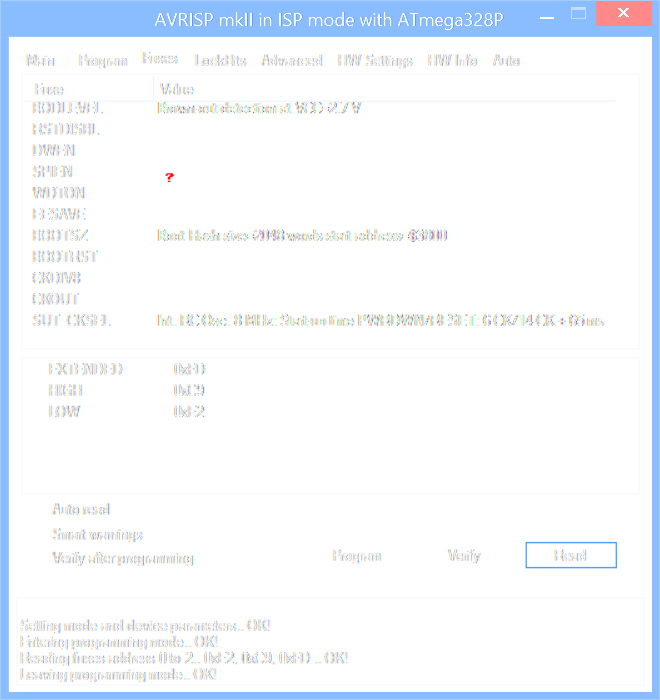 AVRISP mkII in ISP mode with ATmega328P
Main Program Fuses LockBits Advanced HW Settings HW Info Auto
Fuse Value
BODLEVEL Brown-out detection at VCC=2.7 V
RSTDISBL
DWEN
SPIEN ?
WDTON
EESAVE
BOOTSZ Boot Flash size=2048 words start address=$3800
BOOTRST
CKDIV8
CKOUT
SUT_CKSEL Int. RC Osc. 8 MHz; Start-up time PWRDWN/RESET: 6 CK/14 CK + 65 ms
EXTENDED
HIGH
LOW 0xE2
Auto read
Smart warnings
Verify after programming
Program Verify Read
Setting mode and device parameters.. OK!
Entering programming mode.. OK!
Reading fuses address 0 to 2.. 0xE2, .. OK!
Leaving programming mode.. OK!